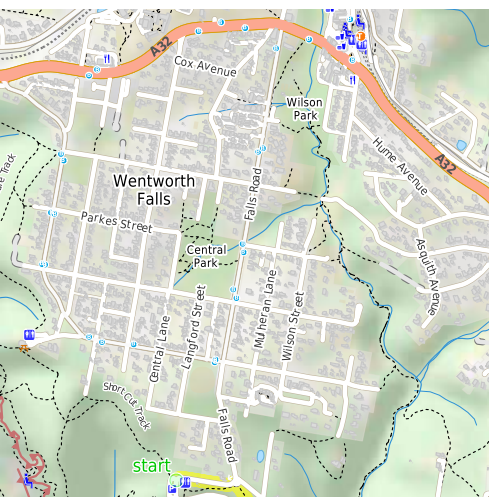 A32
Cox Avenue
Wilson
Park
Hume Avenue
A32
Wentworth
Falls
Falls Road
Parkes Street
Central
Park
Asquith Avenue
Mulheran Lane
Langford Street
Wilson Street
Central Lane
Short Cut Track
Falls Road
start
P